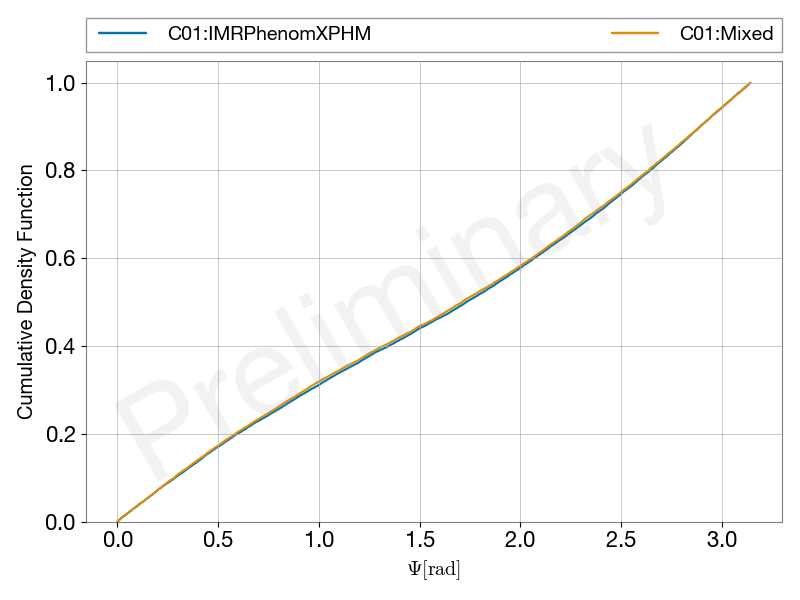 C01:IMRPhenomXPHM
C01:Mixed
1.0
0.8
0.6
0.4
0.2
0.0
Cumulative Density Function
Preliminary
0.0 0.5 1.0 1.5 2.0 2.5 3.0
Ψ[rad]